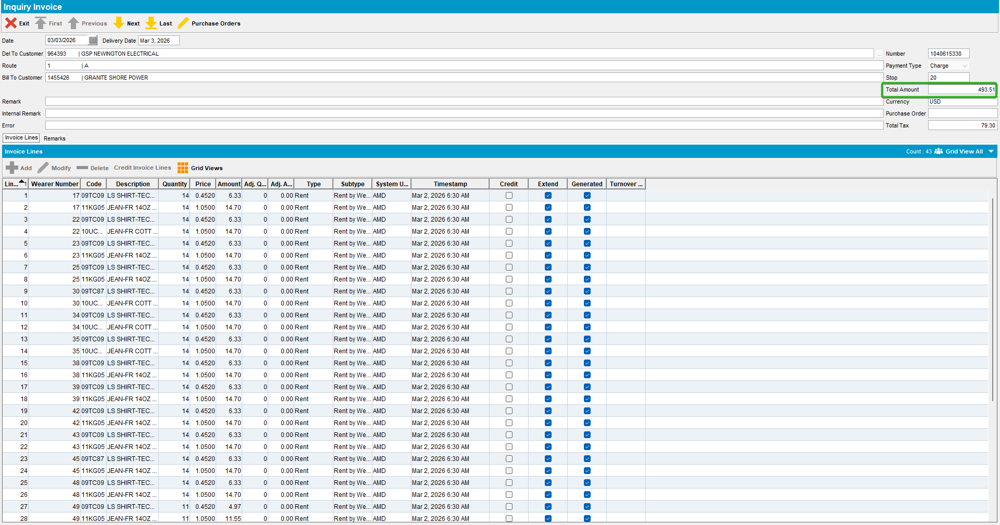 Inquiry Invoice
Exit First Previous Next Last Purchase Orders
Date 03/03/2026 16 Delivery Date Mar 3, 2026
Del To Customer 964393 | GSP NEWINGTON ELECTRICAL ... Number 1040615330
Route 1 | A Payment Type Charge
Bill To Customer 1455426 | GRANITE SHORE POWER Stop 20
Total Amount 493.51
Remark Currency USD
Internal Remark Purchase Order
Error Total Tax 79.30
Invoice Lines Remarks
Invoice Lines Count : 43 Grid View All
Add Modify Delete Credit Invoice Lines Grid Views
Lin... 1 Wearer Number Code Description Quantity Price Amount Adj. Q... Adj. A... Type Subtype System U... Timestamp Credit Extend Generated Turnover ...
1 17 09TC09 LS SHIRT-TEC... 14 0.4520 6.33 0 0.00 Rent Rent by We... AMD Mar 2, 2026 6:30 AM
2 17 11KG05 JEAN-FR 14OZ ... 14 1.0500 14.70 0 0.00 Rent Rent by We... AMD Mar 2, 2026 6:30 AM
3 22 09TC09 LS SHIRT-TEC... 14 0.4520 6.33 0 0.00 Rent Rent by We... AMD Mar 2, 2026 6:30 AM
4 22 10UC... JEAN-FR COTT ... 14 1.0500 14.70 0 0.00 Rent Rent by We... AMD Mar 2, 2026 6:30 AM
5 23 09TC09 LS SHIRT-TEC... 14 0.4520 6.33 0 0.00 Rent Rent by We... AMD Mar 2, 2026 6:30 AM
6 23 11KG05 JEAN-FR 14OZ ... 14 1.0500 14.70 0 0.00 Rent Rent by We... AMD Mar 2, 2026 6:30 AM
7 25 09TC09 LS SHIRT-TEC... 14 0.4520 6.33 0 0.00 Rent Rent by We... AMD Mar 2, 2026 6:30 AM
8 25 11KG05 JEAN-FR 14OZ ... 14 1.0500 14.70 0 0.00 Rent Rent by We... AMD Mar 2, 2026 6:30 AM
9 30 09TC87 LS SHIRT-TEC... 14 0.4520 6.33 0 0.00 Rent Rent by We... AMD Mar 2, 2026 6:30 AM
10 30 10UC... JEAN-FR COTT ... 14 1.0500 14.70 0 0.00 Rent Rent by We... AMD Mar 2, 2026 6:30 AM
11 34 09TC09 LS SHIRT-TEC... 14 0.4520 6.33 0 0.00 Rent Rent by We... AMD Mar 2, 2026 6:30 AM
12 34 10UC... JEAN-FR COTT ... 14 1.0500 14.70 0 0.00 Rent Rent by We... AMD Mar 2, 2026 6:30 AM
13 35 09TC09 LS SHIRT-TEC... 14 0.4520 6.33 0 0.00 Rent Rent by We... AMD Mar 2, 2026 6:30 AM
14 35 10UC... JEAN-FR COTT ... 14 1.0500 14.70 0 0.00 Rent Rent by We... AMD Mar 2, 2026 6:30 AM
15 38 09TC09 LS SHIRT-TEC... 14 0.4520 6.33 0 0.00 Rent Rent by We... AMD Mar 2, 2026 6:30 AM
16 38 11KG05 JEAN-FR 14OZ ... 14 1.0500 14.70 0 0.00 Rent Rent by We... AMD Mar 2, 2026 6:30 AM
17 39 09TC09 LS SHIRT-TEC... 14 0.4520 6.33 0 0.00 Rent Rent by We... AMD Mar 2, 2026 6:30 AM
18 39 11KG05 JEAN-FR 14OZ ... 14 1.0500 14.70 0 0.00 Rent Rent by We... AMD Mar 2, 2026 6:30 AM
19 42 09TC09 LS SHIRT-TEC... 14 0.4520 6.33 0 0.00 Rent Rent by We... AMD Mar 2, 2026 6:30 AM
20 42 11KG05 JEAN-FR 14OZ ... 14 1.0500 14.70 0 0.00 Rent Rent by We... AMD Mar 2, 2026 6:30 AM
21 43 09TC09 LS SHIRT-TEC... 14 0.4520 6.33 0 0.00 Rent Rent by We... AMD Mar 2, 2026 6:30 AM
22 43 11KG05 JEAN-FR 14OZ ... 14 1.0500 14.70 0 0.00 Rent Rent by We... AMD Mar 2, 2026 6:30 AM
23 45 09TC87 LS SHIRT-TEC... 14 0.4520 6.33 0 0.00 Rent Rent by We... AMD Mar 2, 2026 6:30 AM
24 45 11KG05 JEAN-FR 14OZ ... 14 1.0500 14.70 0 0.00 Rent Rent by We... AMD Mar 2, 2026 6:30 AM
25 48 09TC09 LS SHIRT-TEC... 14 0.4520 6.33 0 0.00 Rent Rent by We... AMD Mar 2, 2026 6:30 AM
26 48 11KG05 JEAN-FR 14OZ ... 14 1.0500 14.70 0 0.00 Rent Rent by We... AMD Mar 2, 2026 6:30 AM
27 49 09TC09 LS SHIRT-TEC... 11 0.4520 4.97 0 0.00 Rent Rent by We... AMD Mar 2, 2026 6:30 AM
28 49 11KG05 JEAN-FR 14OZ ... 11 1.0500 11.55 0 0.00 Rent Rent by We... AMD Mar 2, 2026 6:30 AM